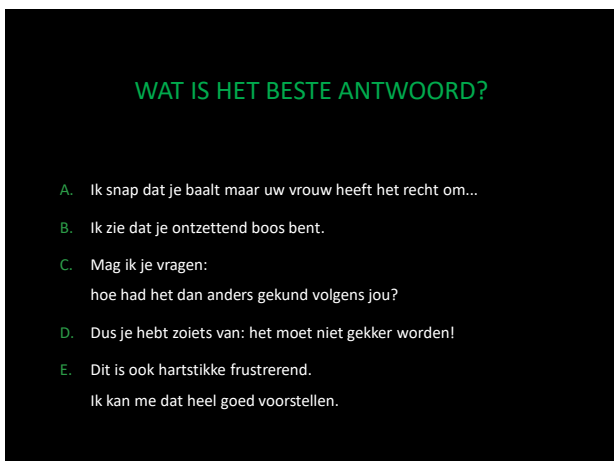 WAT IS HET BESTE ANTWOORD?
A. Ik snap dat je baalt maar uw vrouw heeft het recht om...
B. Ik zie dat je ontzettend boos bent.
C. Mag ik je vragen:
hoe had het dan anders gekund volgens jou?
D. Dus je hebt zoiets van: het moet niet gekker worden!
E. Dit is ook hartstikke frustrerend.
Ik kan me dat heel goed voorstellen.